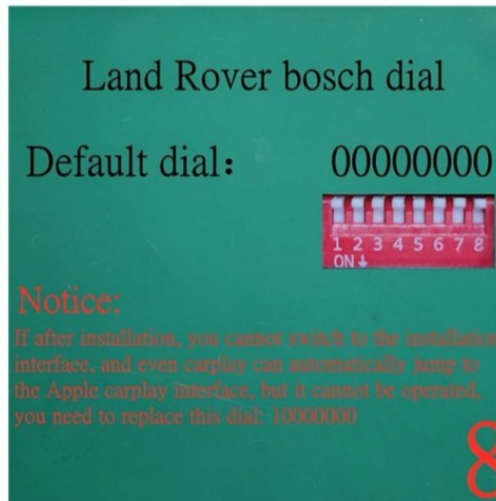 Land Rover bosch dial
Default dial: 00000000
1 2 3 4 5 6 7 8
ON↓
Notice:
If after installation, you cannot switch to the installation
interface, and even carplay can automatically jump to
the Apple carplay interface, but it cannot be operated,
you need to replace this dial: 10000000
8